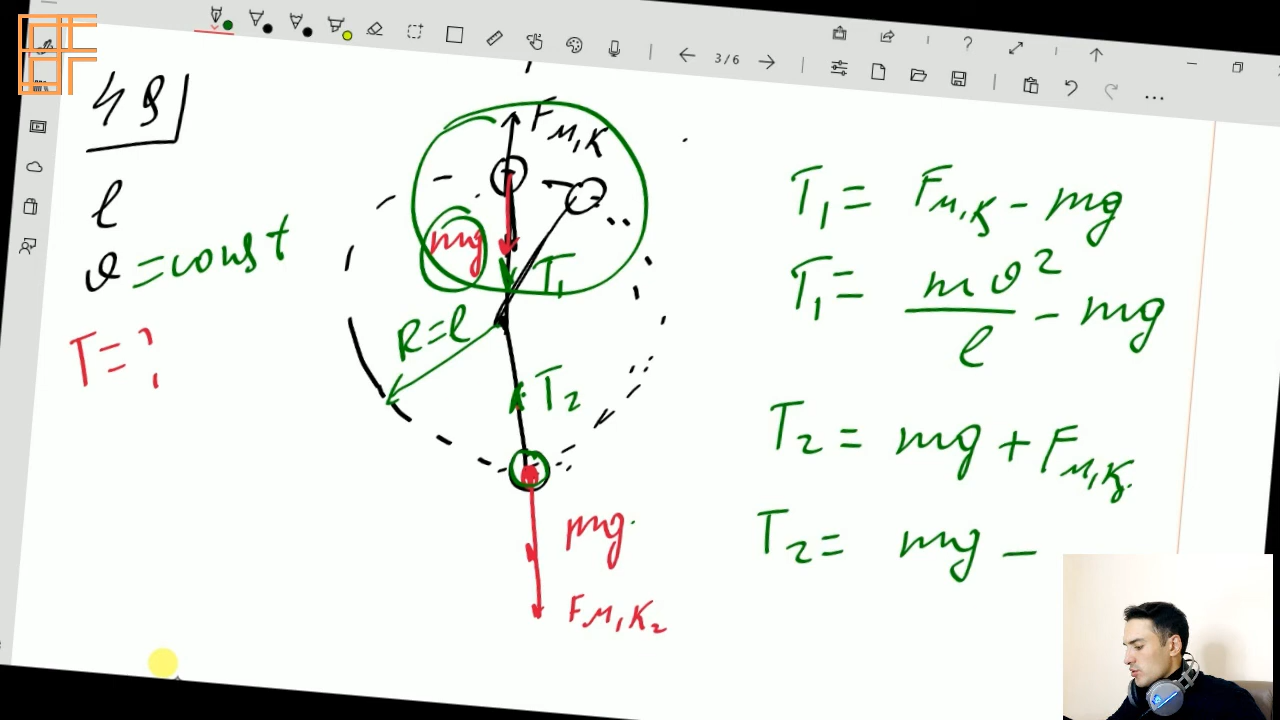 3/6
49
l
υ = const
T = ?
Fм,к
mg
T₁
R = l
T₂
mg.
Fм,к₂
T₁ = Fм,к - mg
T₁ = mυ²/l - mg
T₂ = mg + Fм,к.
T₂ = mg -